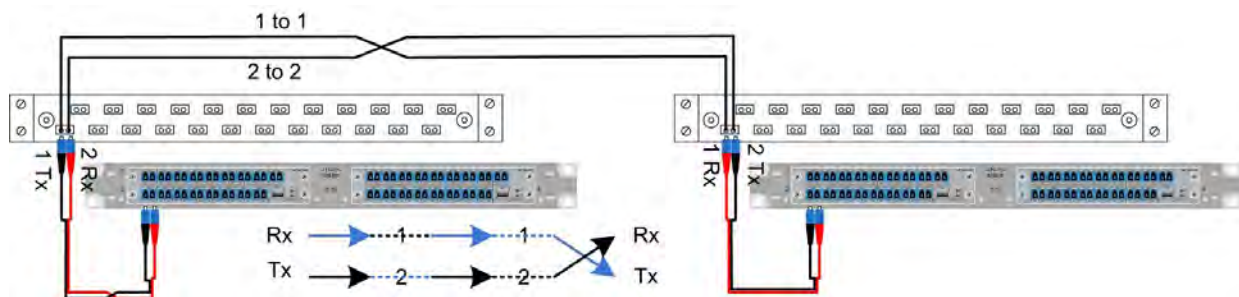 1 to 1
2 to 2
1 Tx
2 Rx
1 Rx
2 Tx
Rx 1 1 Rx
Tx 2 2 Tx